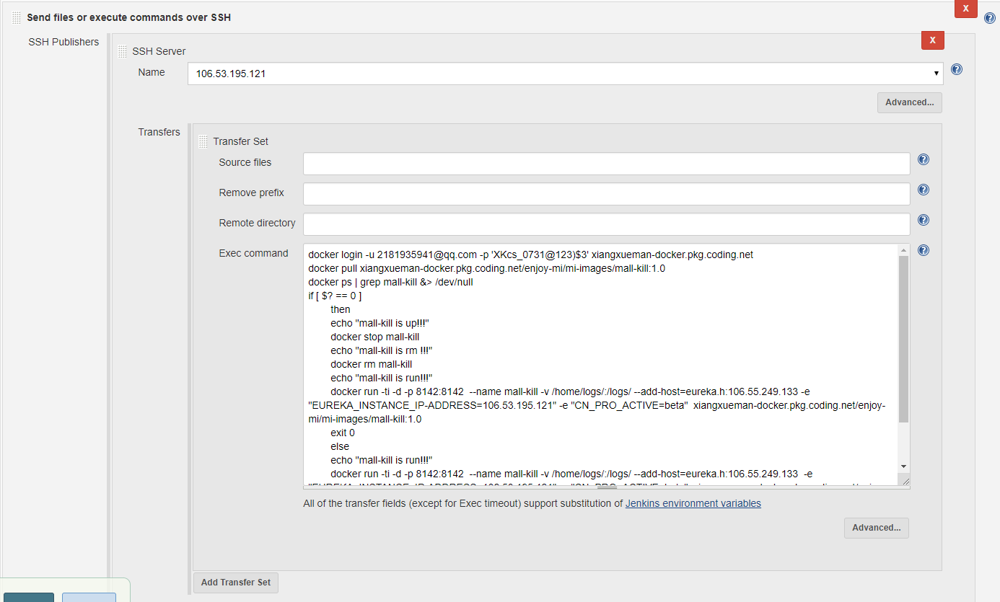 Send files or execute commands over SSH
X
SSH Publishers
X
SSH Server
Name
106.53.195.121
Advanced...
Transfers
Transfer Set
Source files
Remove prefix
Remote directory
Exec command
docker login -u 2181935941@qq.com -p 'XKcs_0731@123)$3' xiangxueman-docker.pkg.coding.net
docker pull xiangxueman-docker.pkg.coding.net/enjoy-mi/mi-images/mall-kill:1.0
docker ps | grep mall-kill &> /dev/null
if [ $? == 0 ]
then
echo "mall-kill is up!!!"
docker stop mall-kill
echo "mall-kill is rm !!!"
docker rm mall-kill
echo "mall-kill is run!!!"
docker run -ti -d -p 8142:8142  --name mall-kill -v /home/logs/:/logs/ --add-host=eureka.h:106.55.249.133 -e
"EUREKA_INSTANCE_IP-ADDRESS=106.53.195.121" -e "CN_PRO_ACTIVE=beta"  xiangxueman-docker.pkg.coding.net/enjoy-
mi/mi-images/mall-kill:1.0
exit 0
else
echo "mall-kill is run!!!"
docker run -ti -d -p 8142:8142  --name mall-kill -v /home/logs/:/logs/ --add-host=eureka.h:106.55.249.133  -e
All of the transfer fields (except for Exec timeout) support substitution of Jenkins environment variables
Advanced...
Add Transfer Set